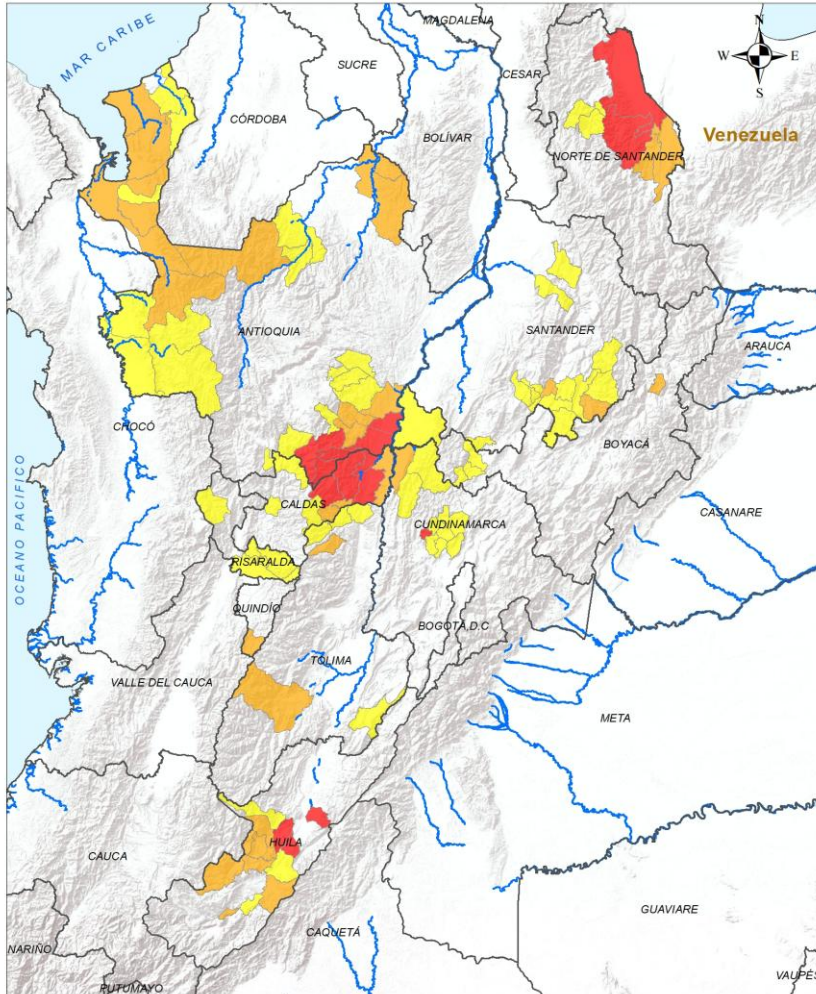 MAGDALENA
MAR CARIBE
N
W E
S
SUCRE
CESAR
CÓRDOBA
BOLÍVAR
Venezuela
NORTE DE SANTANDER
ANTIOQUIA
SANTANDER
ARAUCA
CHOCÓ
BOYACÁ
OCEANO PACIFICO
CALDAS
CASANARE
CUNDINAMARCA
RISARALDA
QUINDÍO
BOGOTÁ,D.C
TOLIMA
VALLE DEL CAUCA
META
HUILA
CAUCA
GUAVIARE
CAQUETÁ
NARIÑO
PUTUMAYO
VAUPÉS